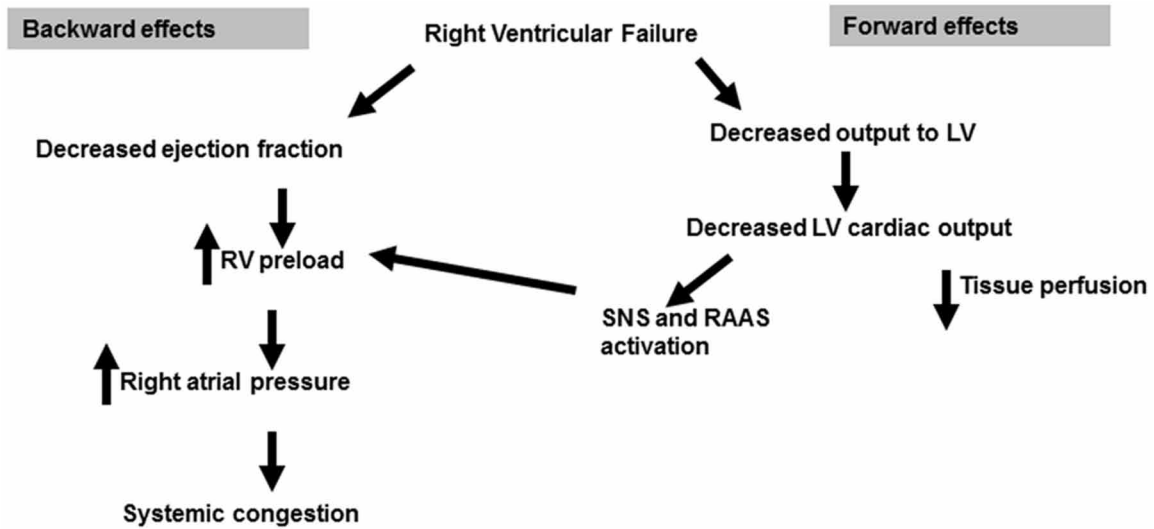 Backward effects
Right Ventricular Failure
Forward effects
Decreased ejection fraction
Decreased output to LV
RV preload
Decreased LV cardiac output
Tissue perfusion
SNS and RAAS
activation
Right atrial pressure
Systemic congestion